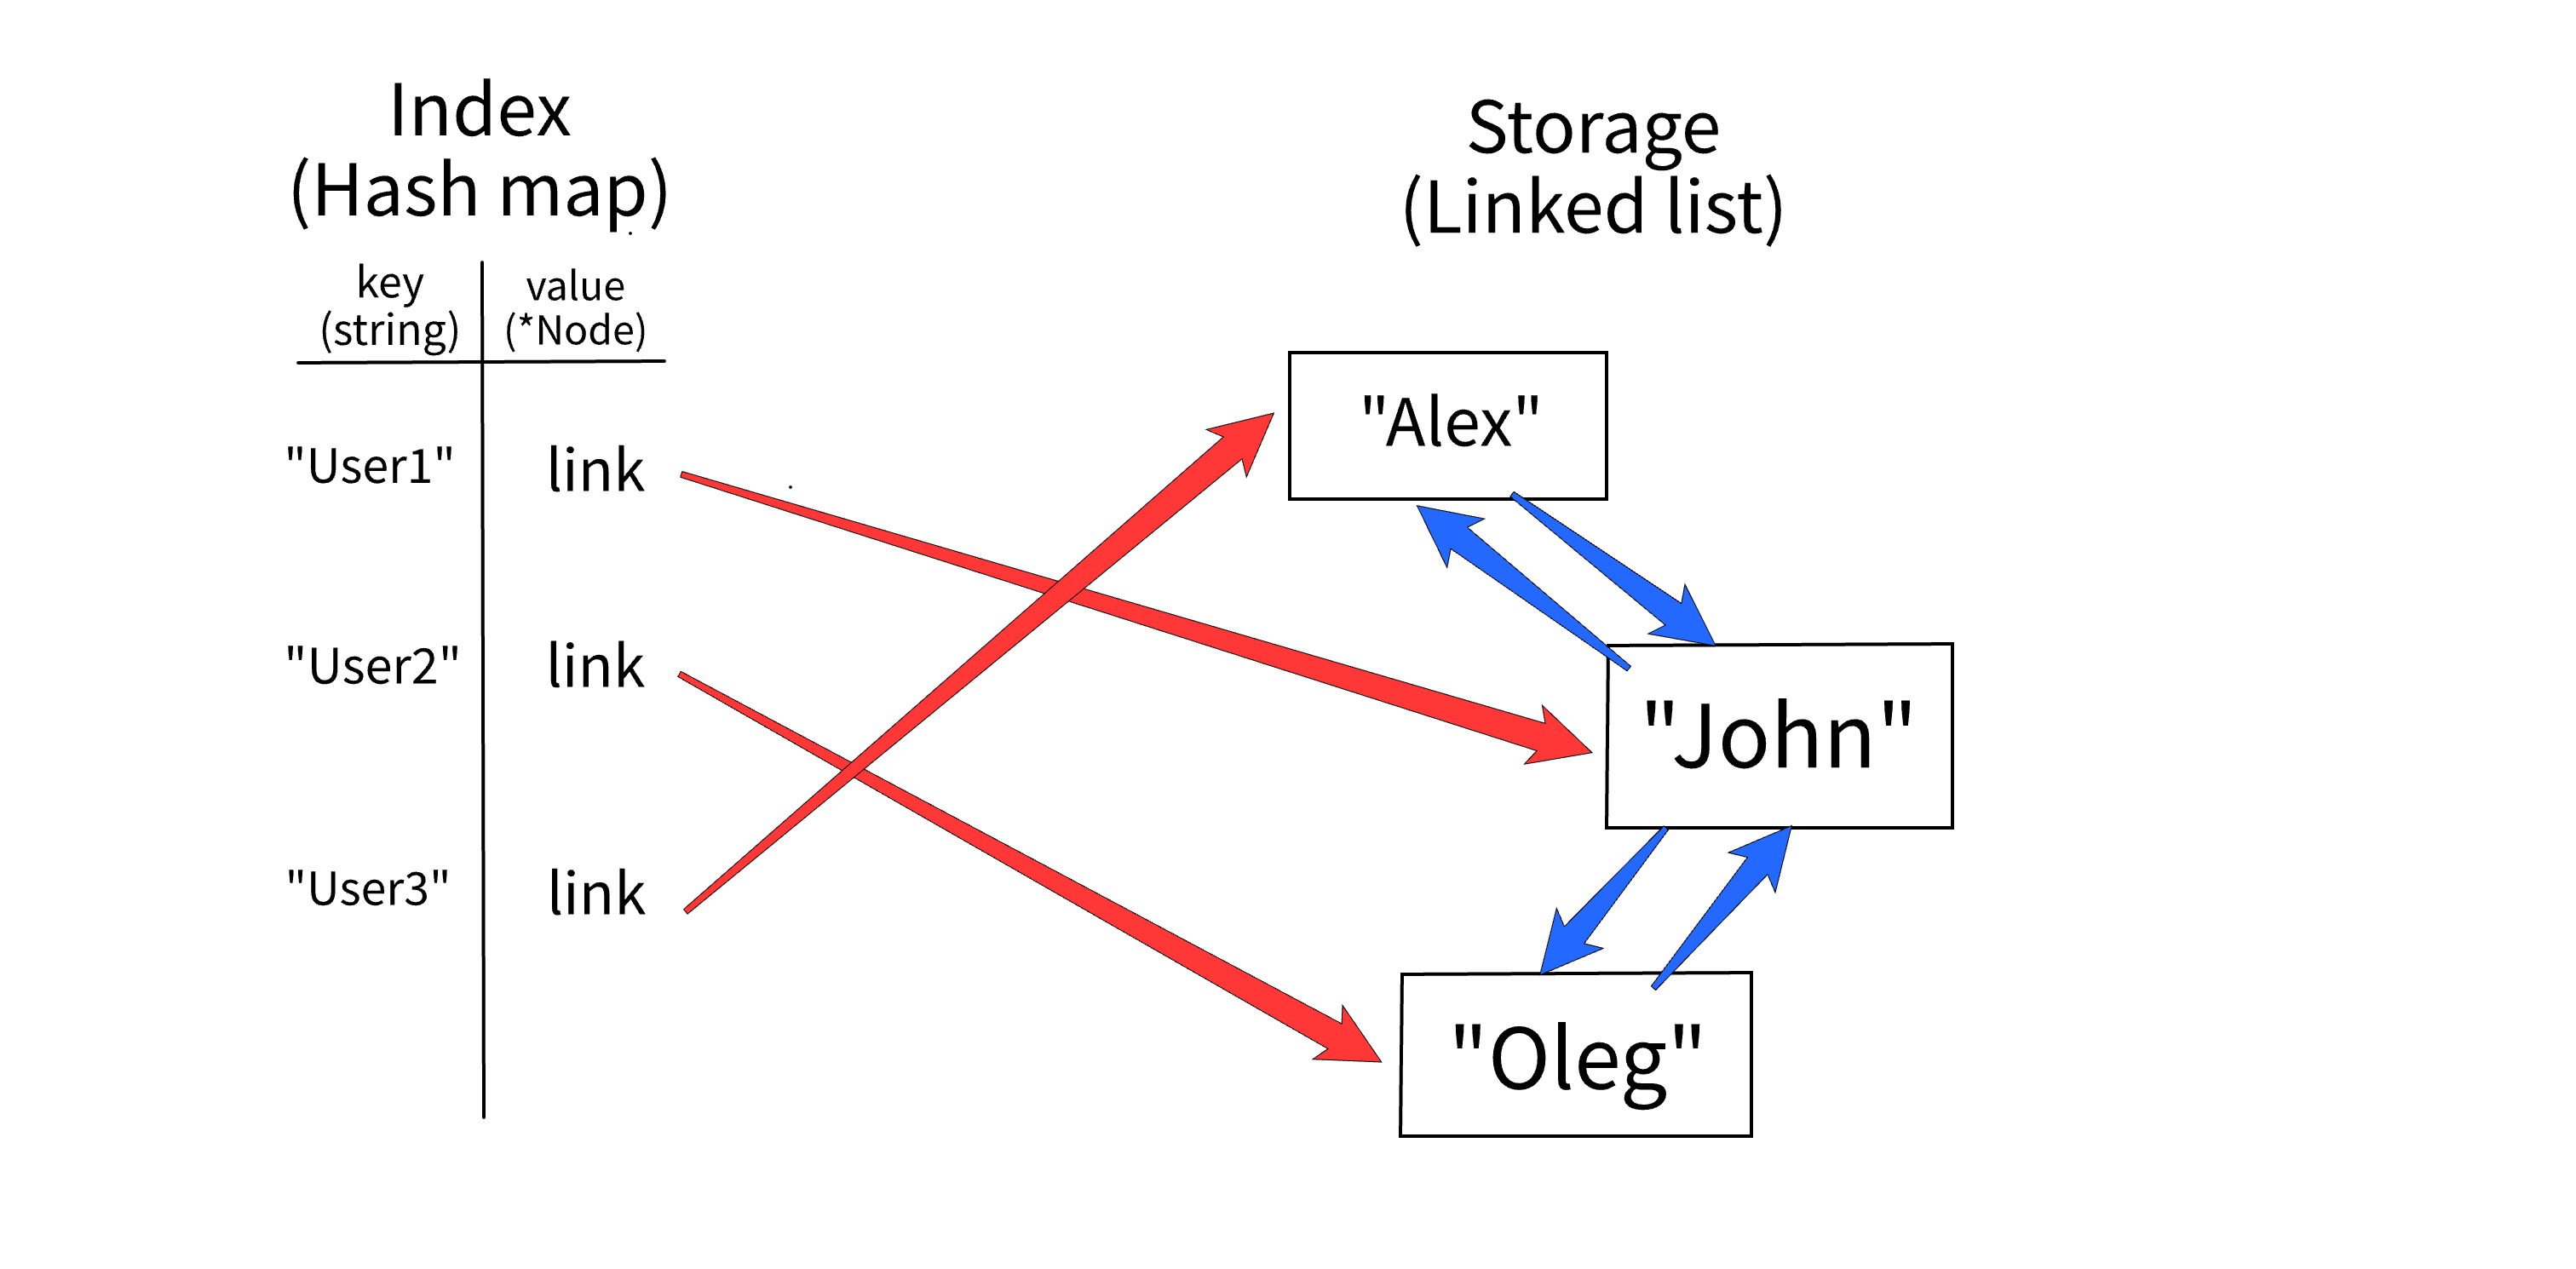 Index
(Hash map)
key
(string)
value
(*Node)
"User1"
link
"User2"
link
"User3"
link
Storage
(Linked list)
"Alex"
"John"
"Oleg"